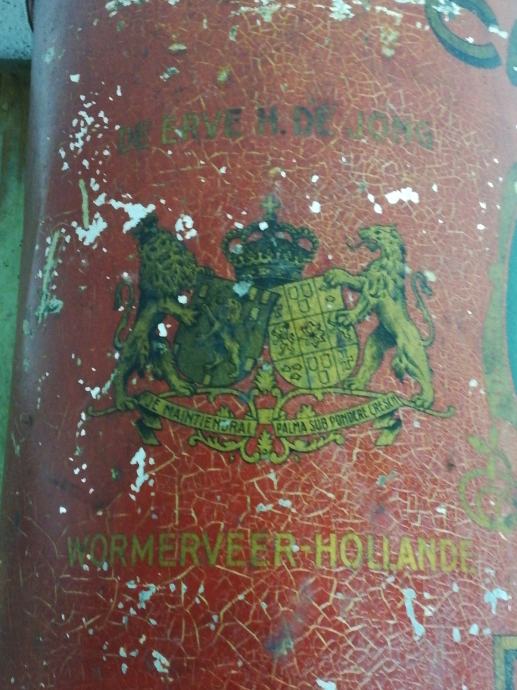 DE ERVE H. DE JONG
JE MAINTIENDRAI PALMA SUB PONDERE CRESCIT
WORMERVEER-HOLLANDE